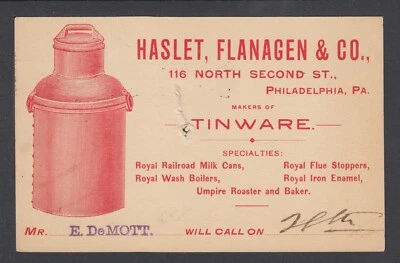 HASLET, FLANAGEN & CO.,
116 NORTH SECOND ST.,
PHILADELPHIA, PA.
MAKERS OF
TINWARE.
SPECIALTIES:
Royal Railroad Milk Cans, Royal Flue Stoppers,
Royal Wash Boilers, Royal Iron Enamel,
Umpire Roaster and Baker.
MR. E. DeMOTT. WILL CALL ON